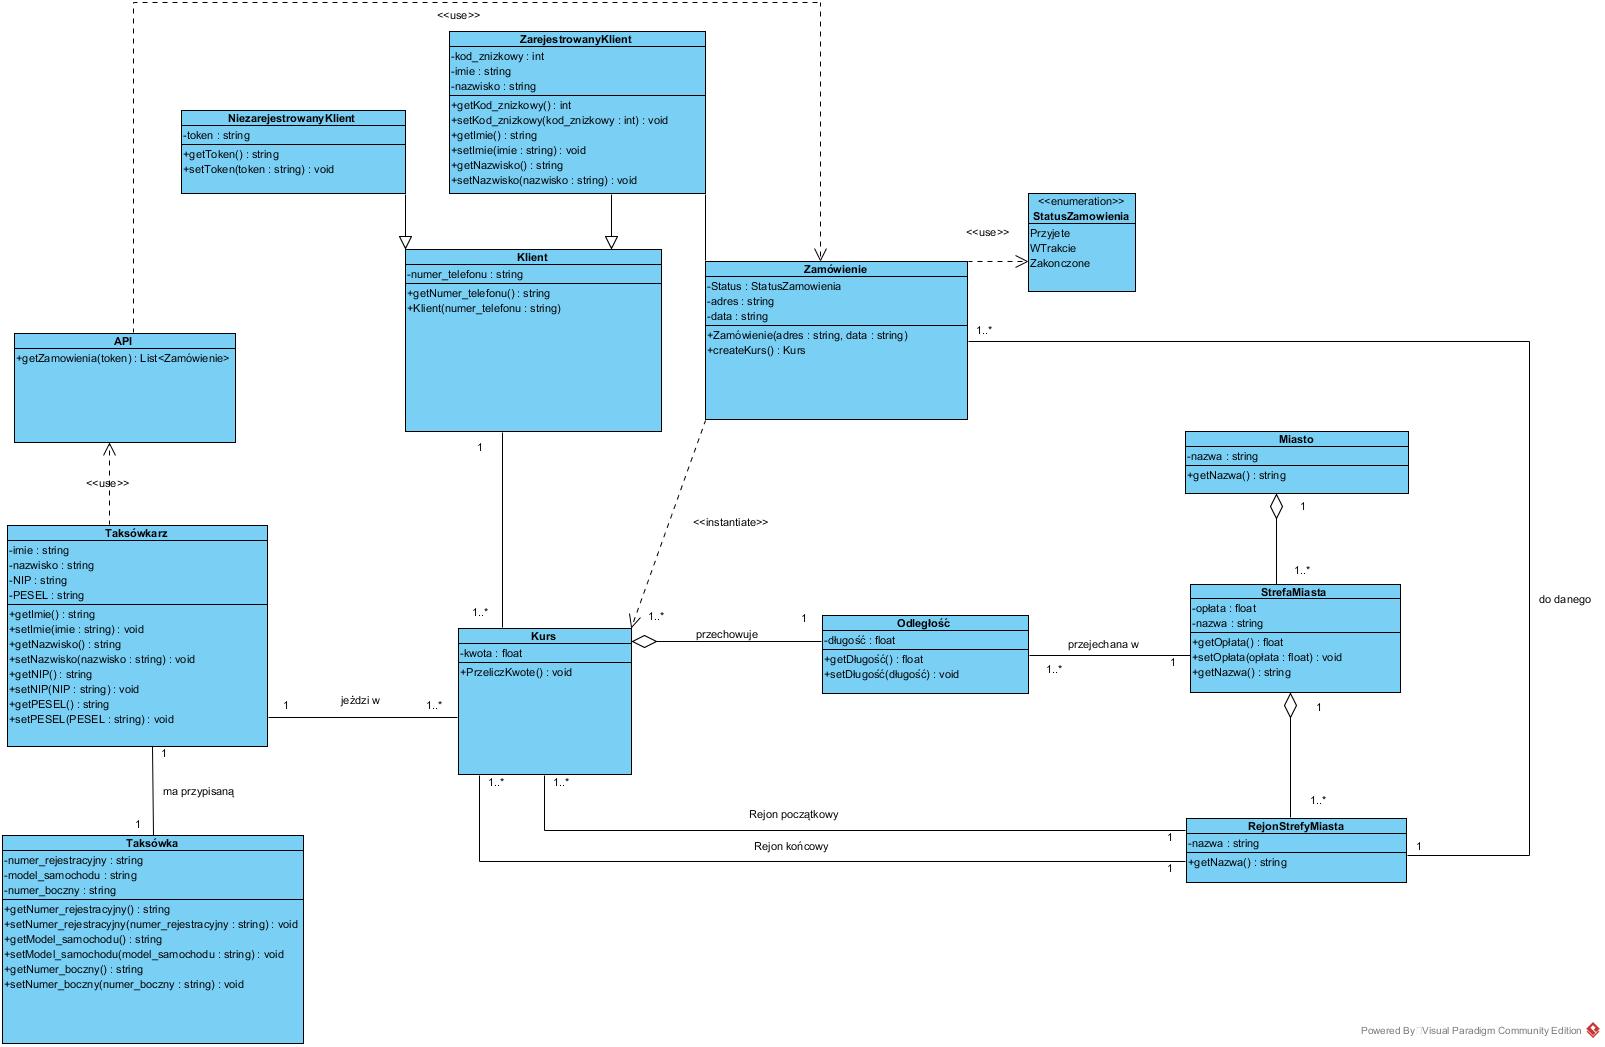 <<use>>
ZarejestrowanyKlient
-kod_znizkowy : int
-imie : string
-nazwisko : string
+getKod_znizkowy() : int
+setKod_znizkowy(kod_znizkowy : int) : void
+getImie() : string
+setImie(imie : string) : void
+getNazwisko() : string
+setNazwisko(nazwisko : string) : void
NiezarejestrowanyKlient
-token : string
+getToken() : string
+setToken(token : string) : void
<<enumeration>>
StatusZamowienia
Przyjete
WTrakcie
Zakonczone
<<use>>
Klient
-numer_telefonu : string
+getNumer_telefonu() : string
+Klient(numer_telefonu : string)
Zamówienie
-Status : StatusZamowienia
-adres : string
-data : string
+Zamówienie(adres : string, data : string)
+createKurs() : Kurs
1..*
API
+getZamowienia(token) : List<Zamówienie>
<<use>>
1
Miasto
-nazwa : string
+getNazwa() : string
1
1..*
<<instantiate>>
Taksówkarz
-imie : string
-nazwisko : string
-NIP : string
-PESEL : string
+getImie() : string
+setImie(imie : string) : void
+getNazwisko() : string
+setNazwisko(nazwisko : string) : void
+getNIP() : string
+setNIP(NIP : string) : void
+getPESEL() : string
+setPESEL(PESEL : string) : void
1..*
1..*
Kurs
-kwota : float
+PrzeliczKwote() : void
przechowuje
1
Odległość
-długość : float
+getDługość() : float
+setDługość(długość) : void
przejechana w
1..*
1
StrefaMiasta
-opłata : float
-nazwa : string
+getOpłata() : float
+setOpłata(opłata : float) : void
+getNazwa() : string
do danego
1
jeździ w
1..*
1
1..*
1
ma przypisaną
1
1..*
1..*
Rejon początkowy
1
Rejon końcowy
1
RejonStrefyMiasta
-nazwa : string
+getNazwa() : string
1
Taksówka
-numer_rejestracyjny : string
-model_samochodu : string
-numer_boczny : string
+getNumer_rejestracyjny() : string
+setNumer_rejestracyjny(numer_rejestracyjny : string) : void
+getModel_samochodu() : string
+setModel_samochodu(model_samochodu : string) : void
+getNumer_boczny() : string
+setNumer_boczny(numer_boczny : string) : void
Powered By Visual Paradigm Community Edition